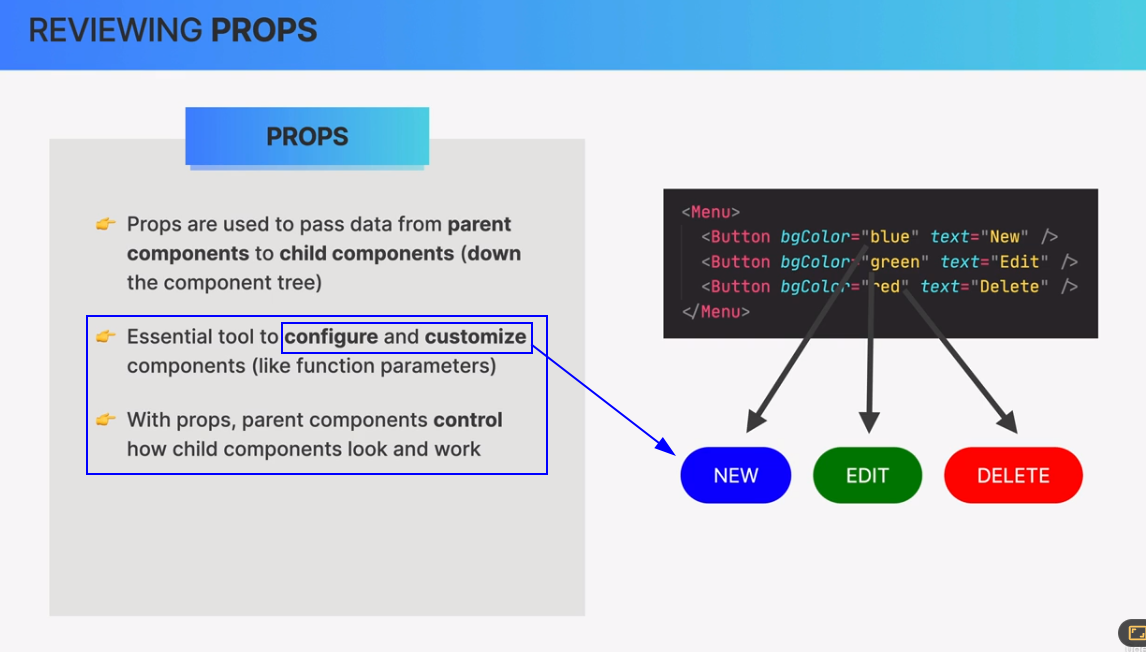 REVIEWING PROPS
PROPS
👉 Props are used to pass data from parent
components to child components (down
the component tree)
👉 Essential tool to configure and customize
components (like function parameters)
👉 With props, parent components control
how child components look and work
<Menu>
<Button bgColor="blue" text="New" />
<Button bgColor="green" text="Edit" />
<Button bgColor="red" text="Delete" />
</Menu>
NEW
EDIT
DELETE